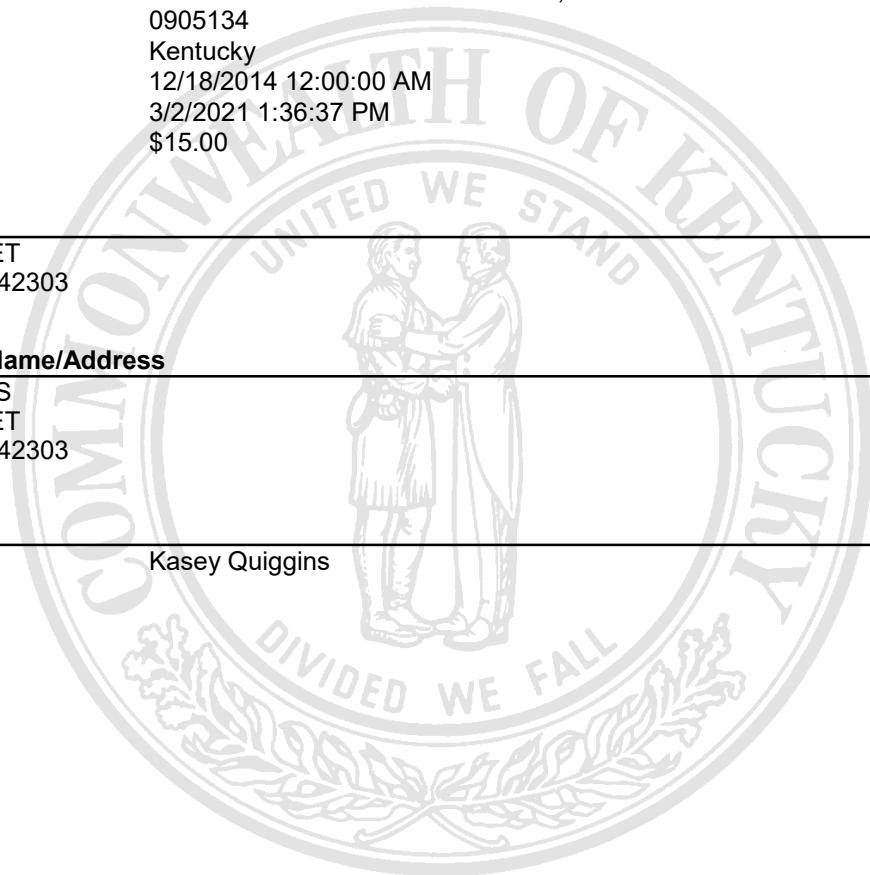 0905134
Kentucky
12/18/2014 12:00:00 AM
3/2/2021 1:36:37 PM
$15.00
ET
42303
Name/Address
S
ET
42303
Kasey Quiggins
COMMONWEALTH OF KENTUCKY
UNITED WE STAND
DIVIDED WE FALL